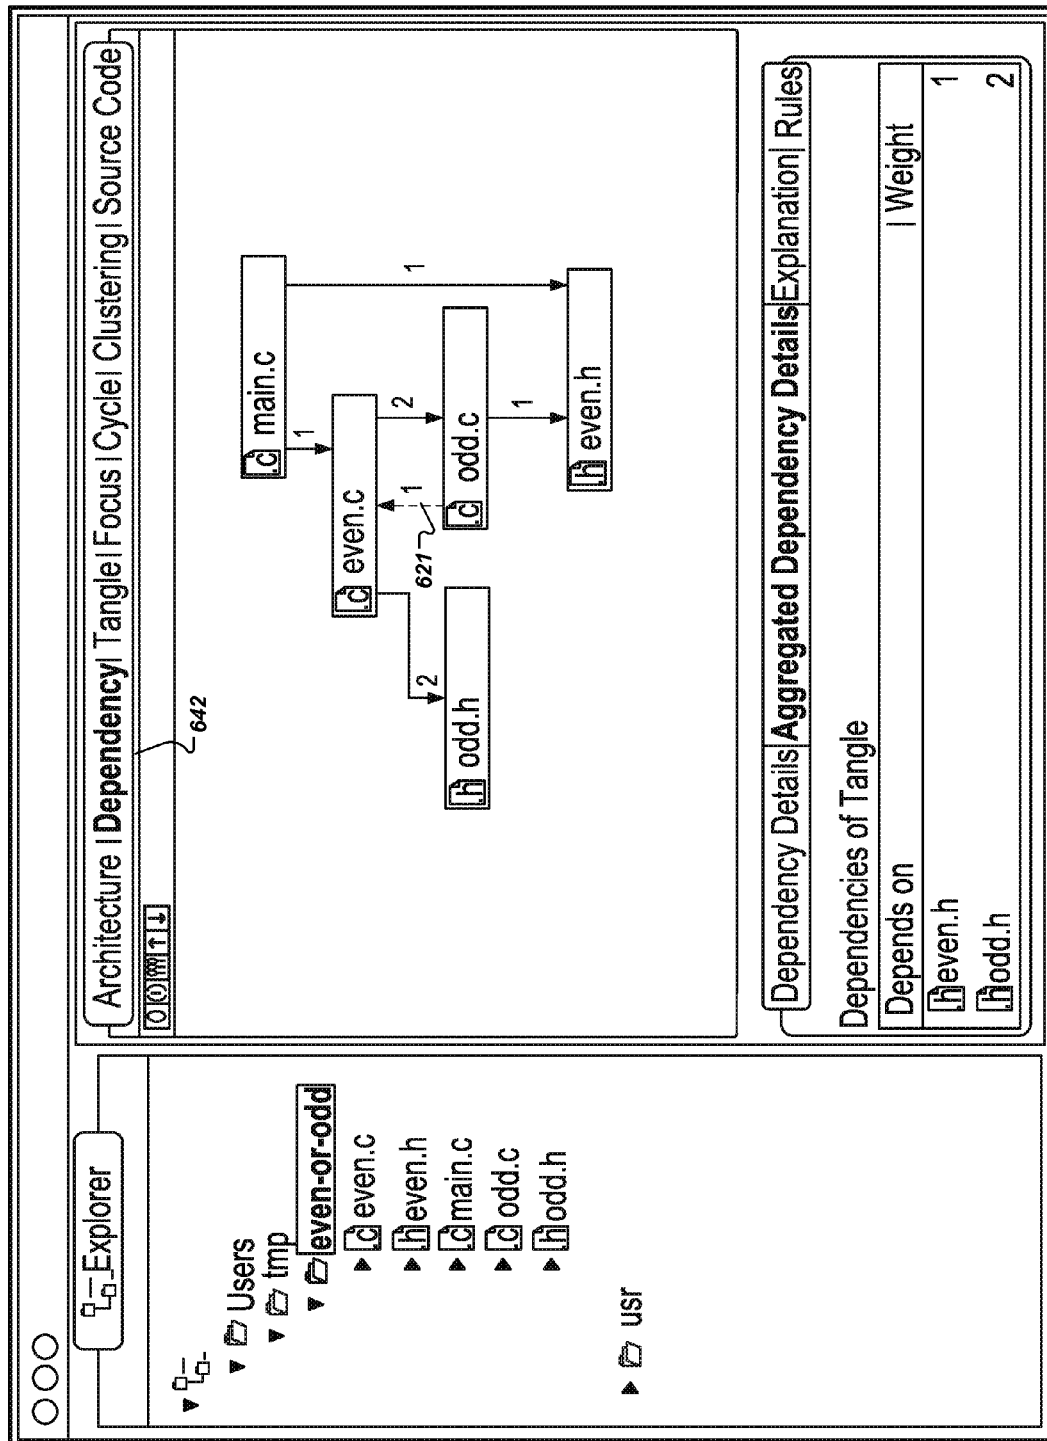 Explorer
Users
tmp
even-or-odd
.c even.c
.h even.h
.c main.c
.c odd.c
.h odd.h
usr
Architecture | Dependency | Tangle | Focus | Cycle | Clustering | Source Code
642
.c main.c
1
1
.c even.c
2
1
621
2
.h odd.h
.c odd.c
1
.h even.h
Dependency Details | Aggregated Dependency Details | Explanation | Rules
Dependencies of Tangle
Depends on | Weight
.h even.h 1
.h odd.h 2